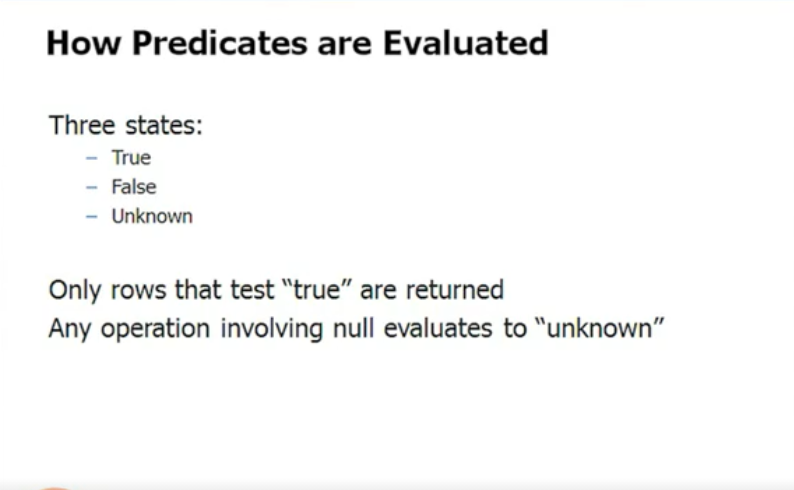 How Predicates are Evaluated
Three states:
– True
– False
– Unknown
Only rows that test “true” are returned
Any operation involving null evaluates to “unknown”